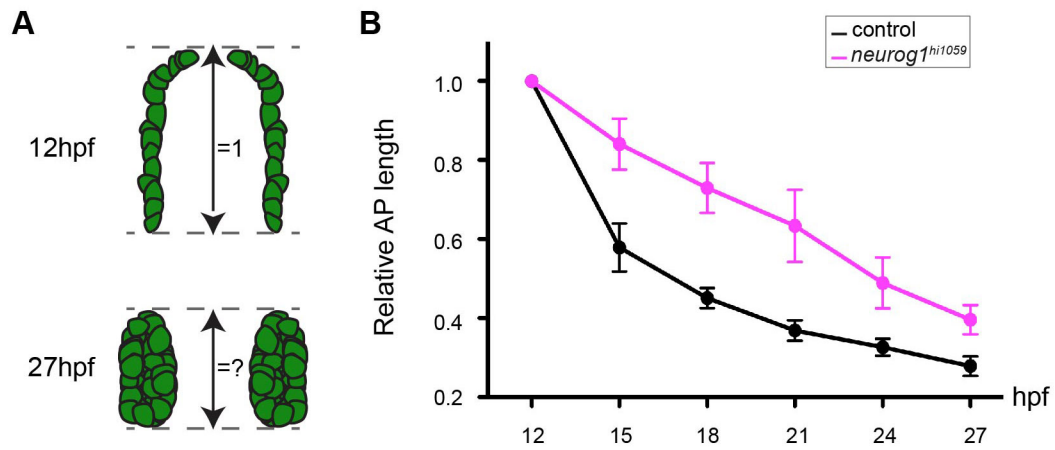 A
12hpf
=1
27hpf
=?
B
control
neurog1hi1059
Relative AP length
1.0
0.8
0.6
0.4
0.2
12 15 18 21 24 27
hpf